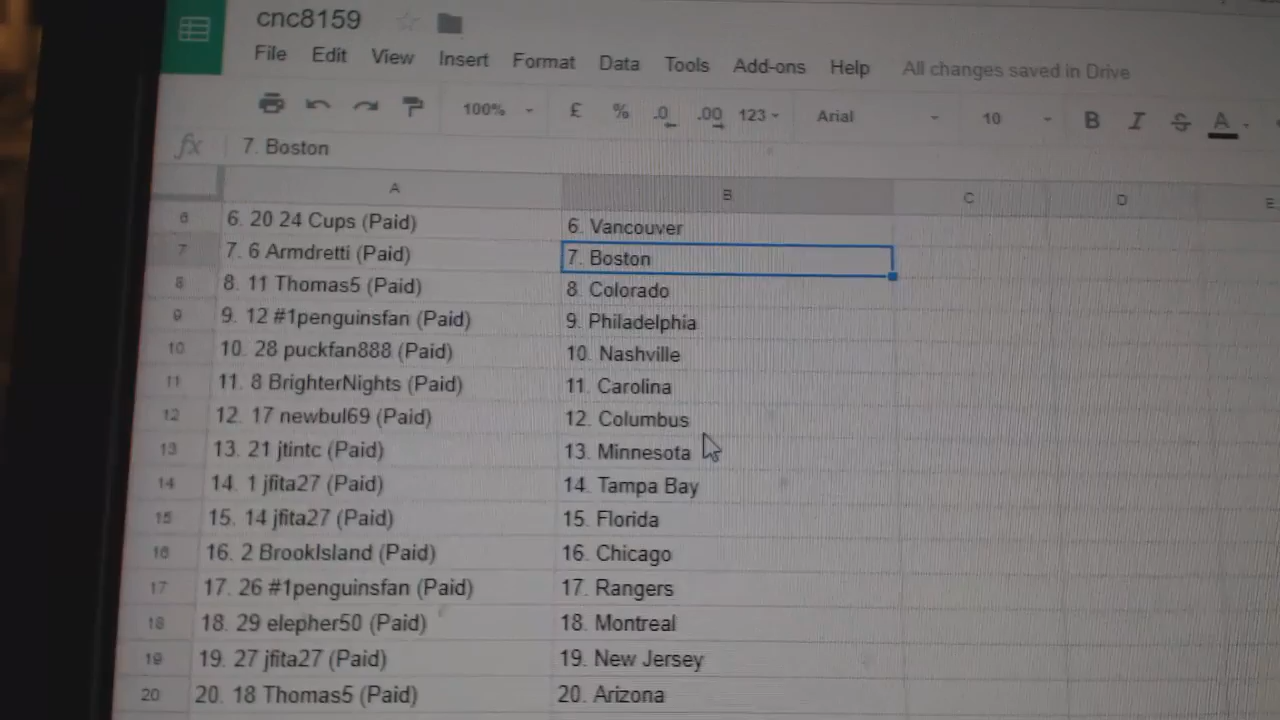 cnc8159
File Edit View Insert Format Data Tools Add-ons Help All changes saved in Drive
100% £ % .0 .00 123 Arial 10 B I S A
fx 7. Boston
A B C D E
6 6. 20 24 Cups (Paid) 6. Vancouver
7 7. 6 Armdretti (Paid) 7. Boston
8 8. 11 Thomas5 (Paid) 8. Colorado
9 9. 12 #1penguinsfan (Paid) 9. Philadelphia
10 10. 28 puckfan888 (Paid) 10. Nashville
11 11. 8 BrighterNights (Paid) 11. Carolina
12 12. 17 newbul69 (Paid) 12. Columbus
13 13. 21 jtintc (Paid) 13. Minnesota
14 14. 1 jfita27 (Paid) 14. Tampa Bay
15 15. 14 jfita27 (Paid) 15. Florida
16 16. 2 BrookIsland (Paid) 16. Chicago
17 17. 26 #1penguinsfan (Paid) 17. Rangers
18 18. 29 elepher50 (Paid) 18. Montreal
19 19. 27 jfita27 (Paid) 19. New Jersey
20 20. 18 Thomas5 (Paid) 20. Arizona